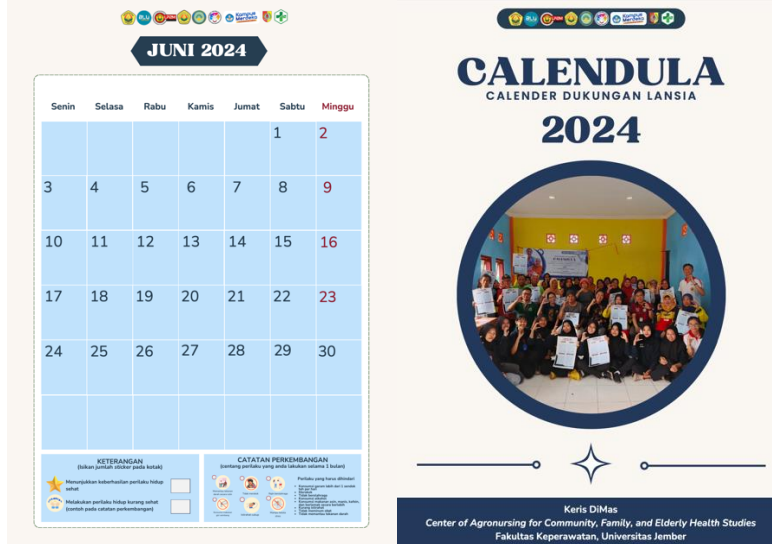 JUNI 2024
Senin Selasa Rabu Kamis Jumat Sabtu Minggu
1 2
3 4 5 6 7 8 9
10 11 12 13 14 15 16
17 18 19 20 21 22 23
24 25 26 27 28 29 30
KETERANGAN
(Isikan jumlah sticker pada kotak)
Menunjukkan keberhasilan perilaku hidup
sehat
Melakukan perilaku hidup kurang sehat
(contoh pada catatan perkembangan)
CATATAN PERKEMBANGAN
(centang perilaku yang anda lakukan selama 1 bulan)
Perilaku yang harus dihindari
Kampus
Merdeka
CALENDULA
CALENDER DUKUNGAN LANSIA
2024
Keris DiMas
Center of Agronursing for Community, Family, and Elderly Health Studies
Fakultas Keperawatan, Universitas Jember